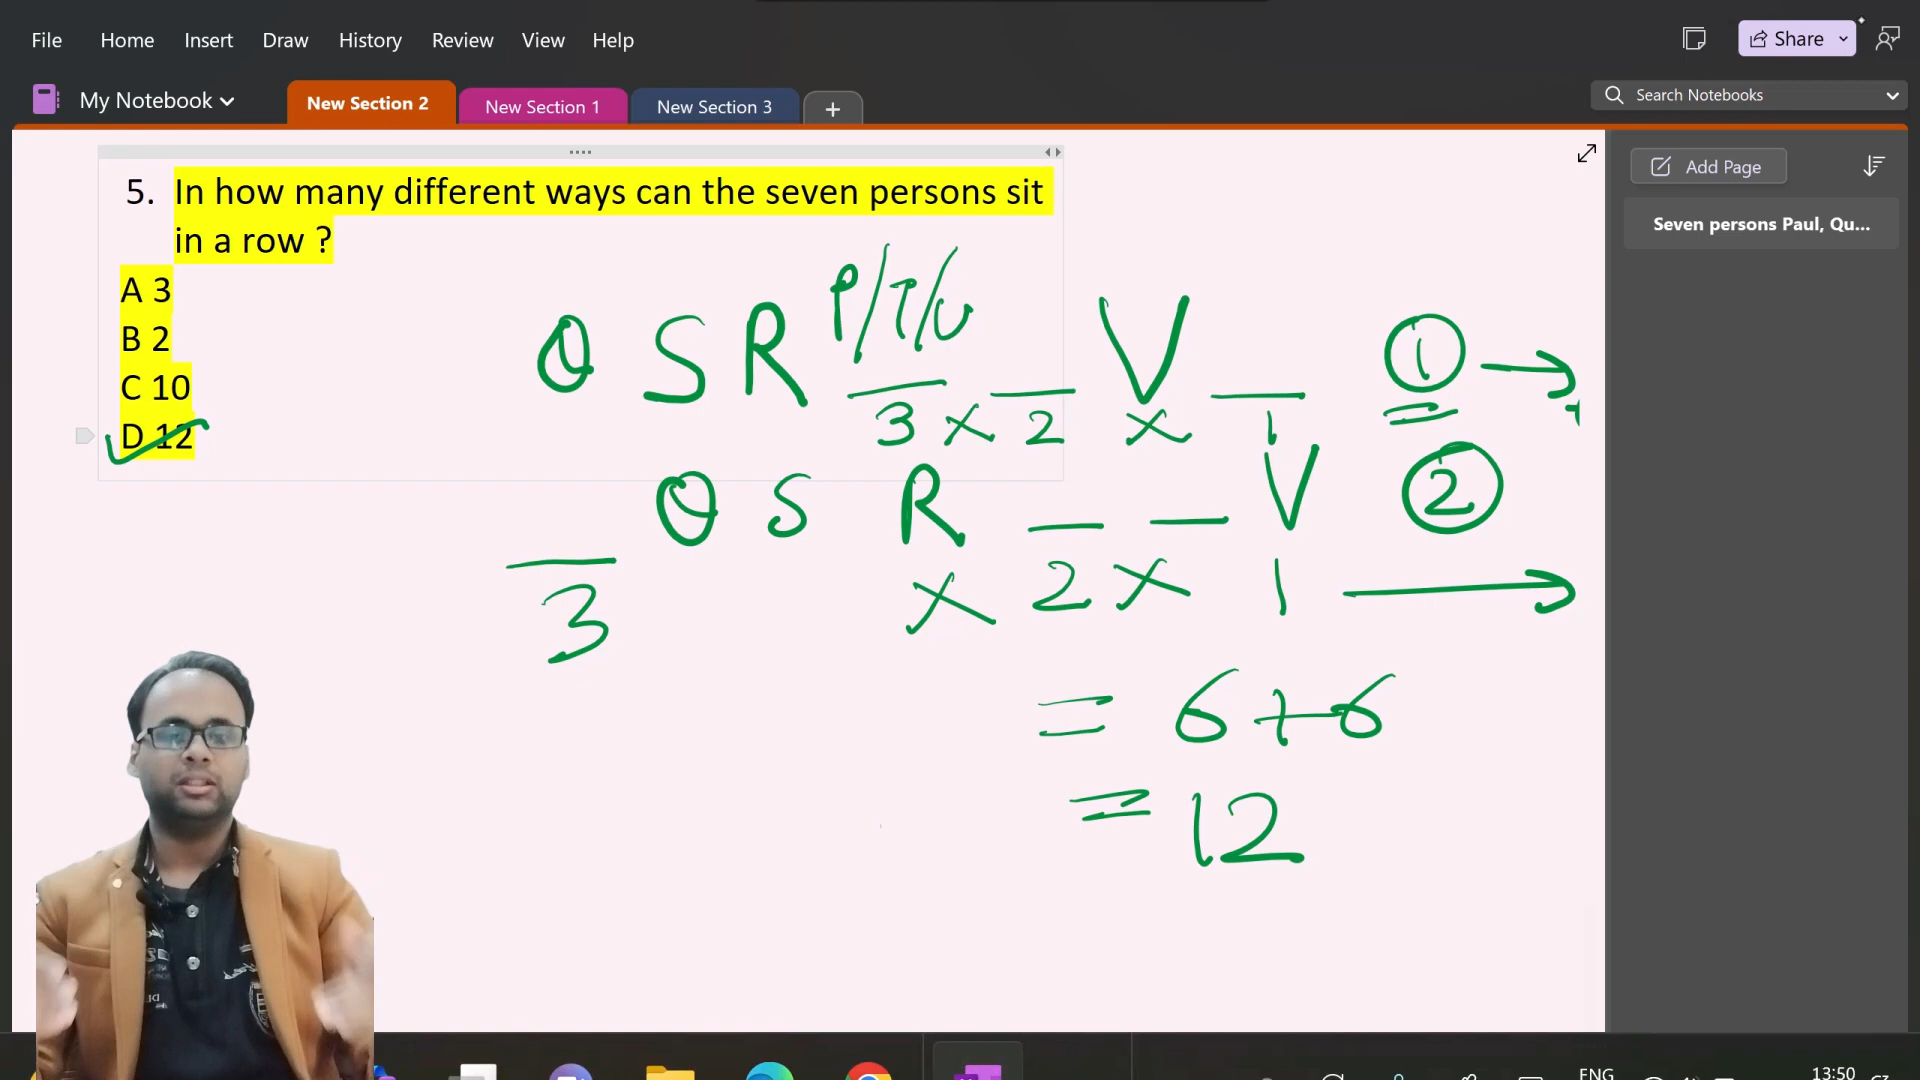 File Home Insert Draw History Review View Help Share
My Notebook New Section 2 New Section 1 New Section 3 + Search Notebooks
Add Page
Seven persons Paul, Qu...
5. In how many different ways can the seven persons sit
in a row ?
A 3
B 2
C 10
D 12
P/T/U
Q S R _ _ V _ 1 →
3 × 2 × 1
_ Q S R _ _ V 2
3 × 2 × 1 →
= 6+6
= 12
ENG 13:50